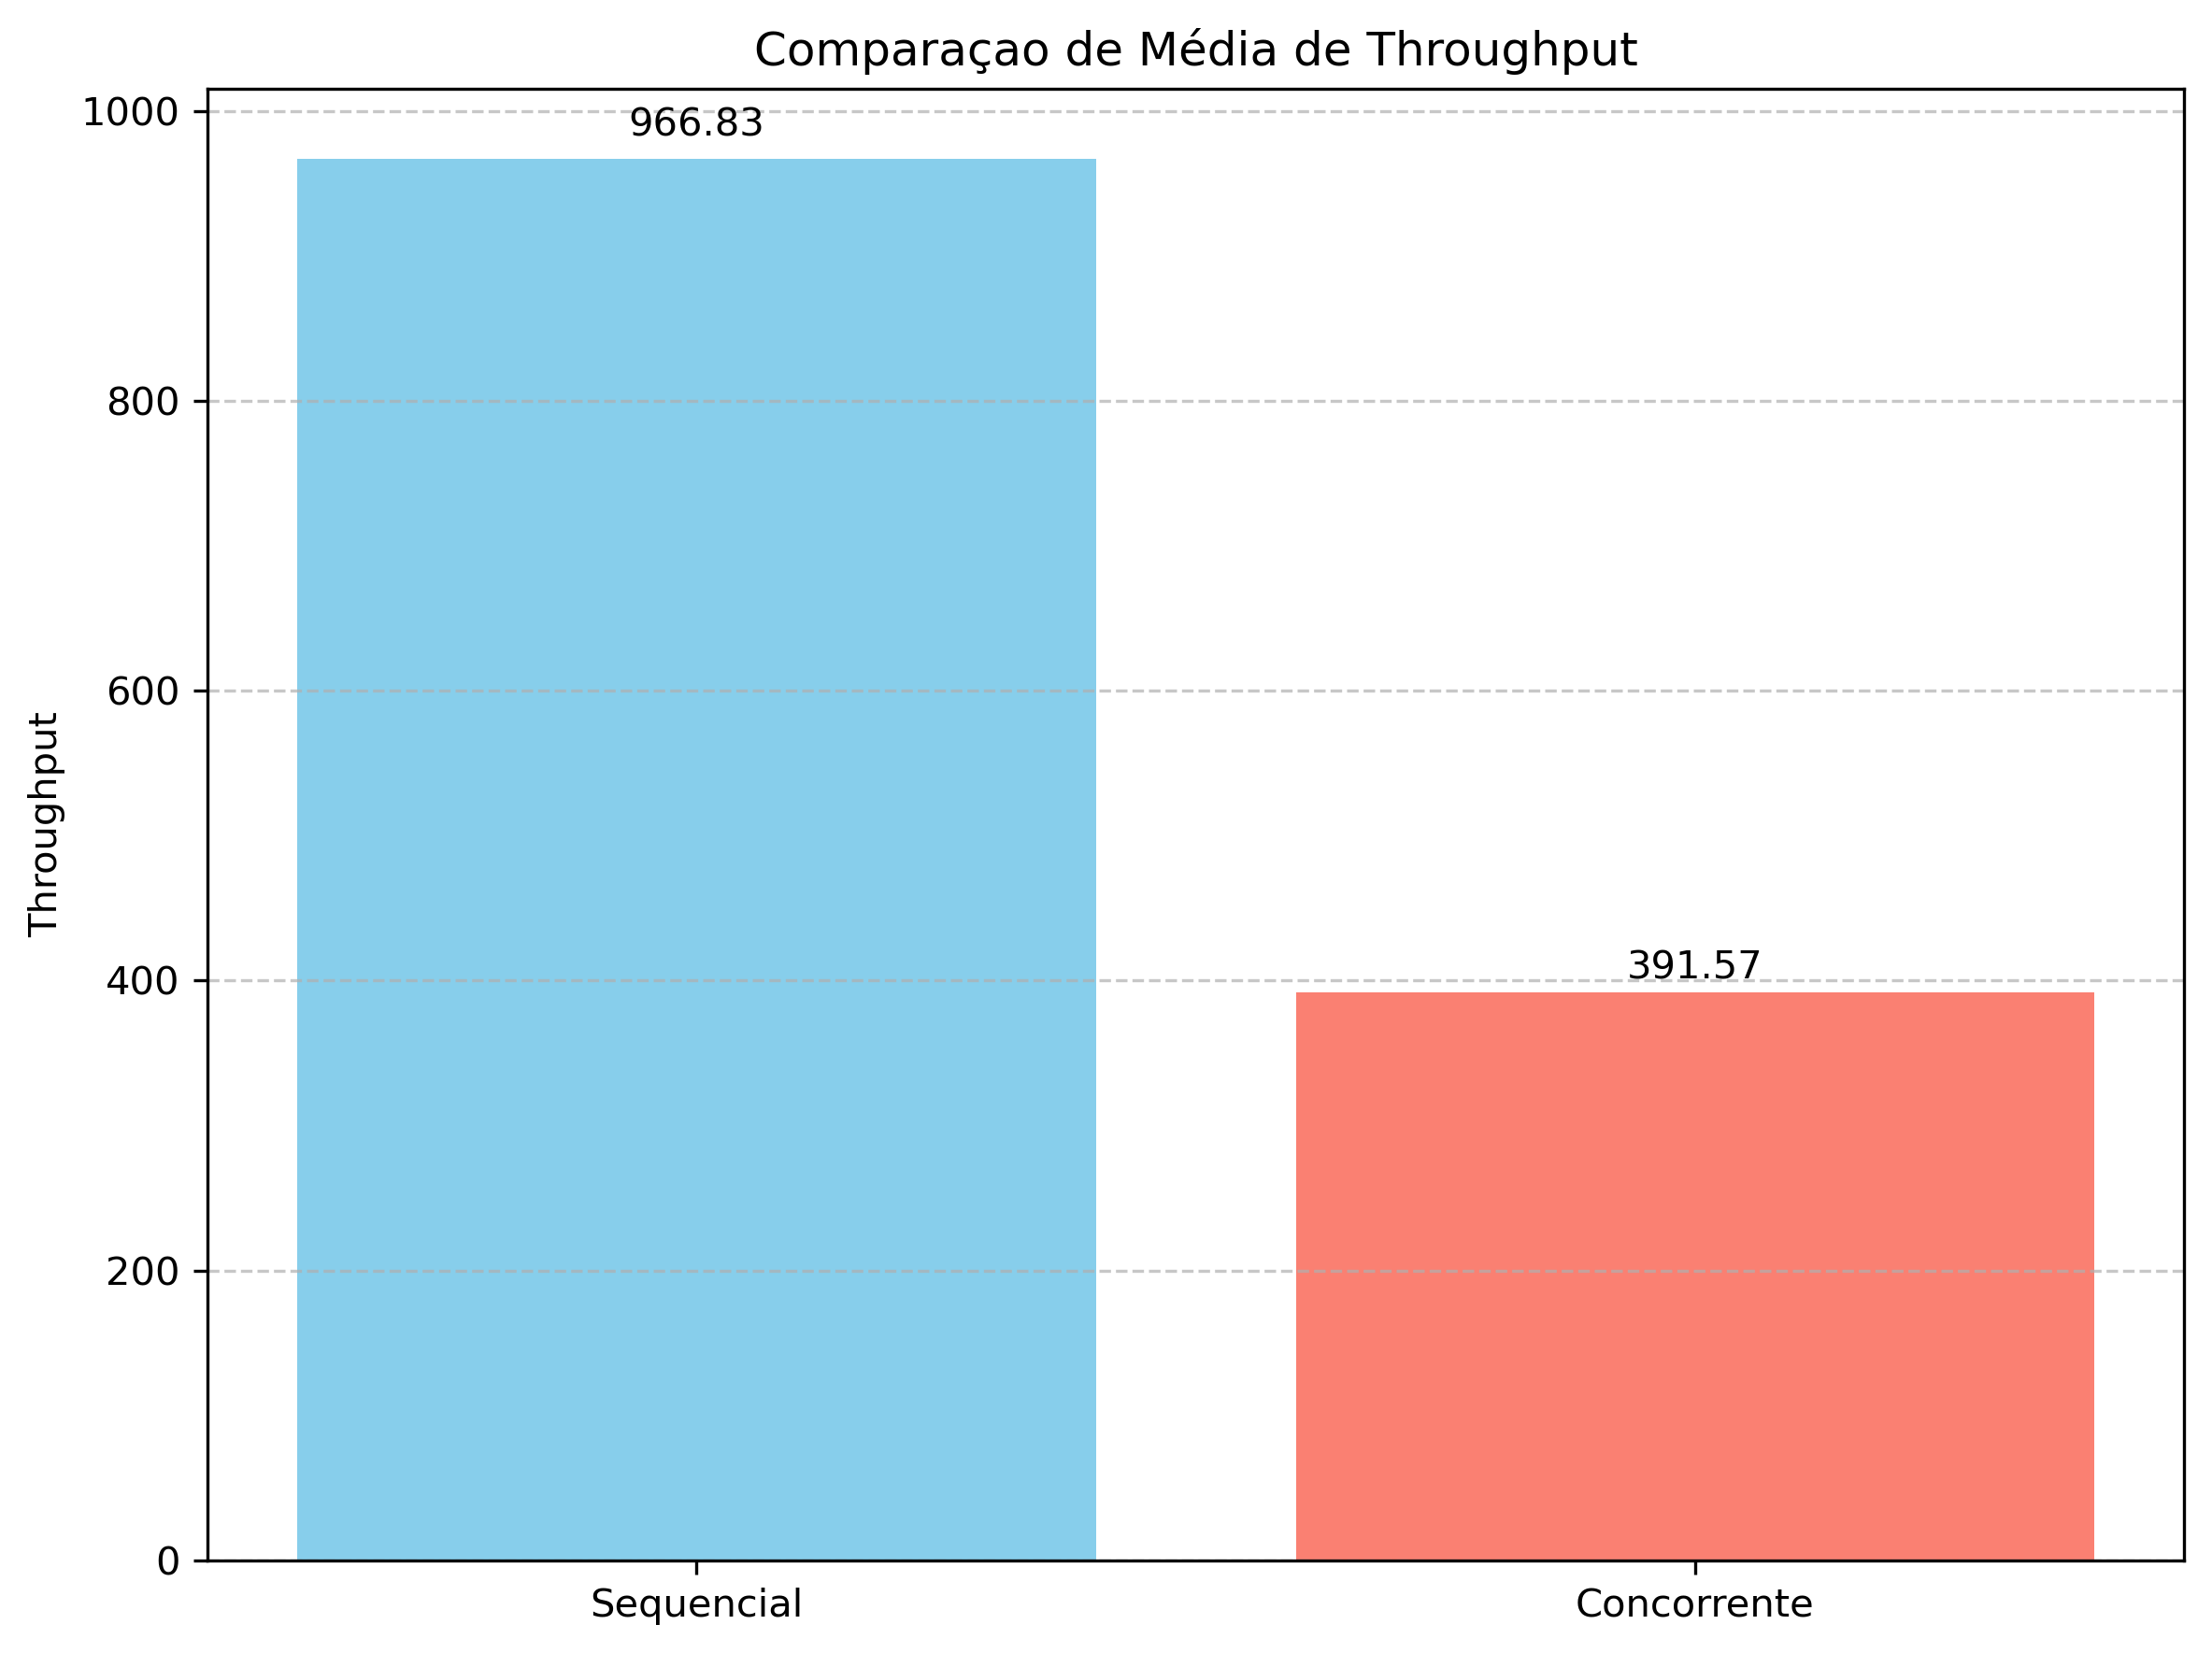 Comparaçao de Média de Throughput
1000
966.83
800
600
Throughput
400
391.57
200
0
Sequencial
Concorrente